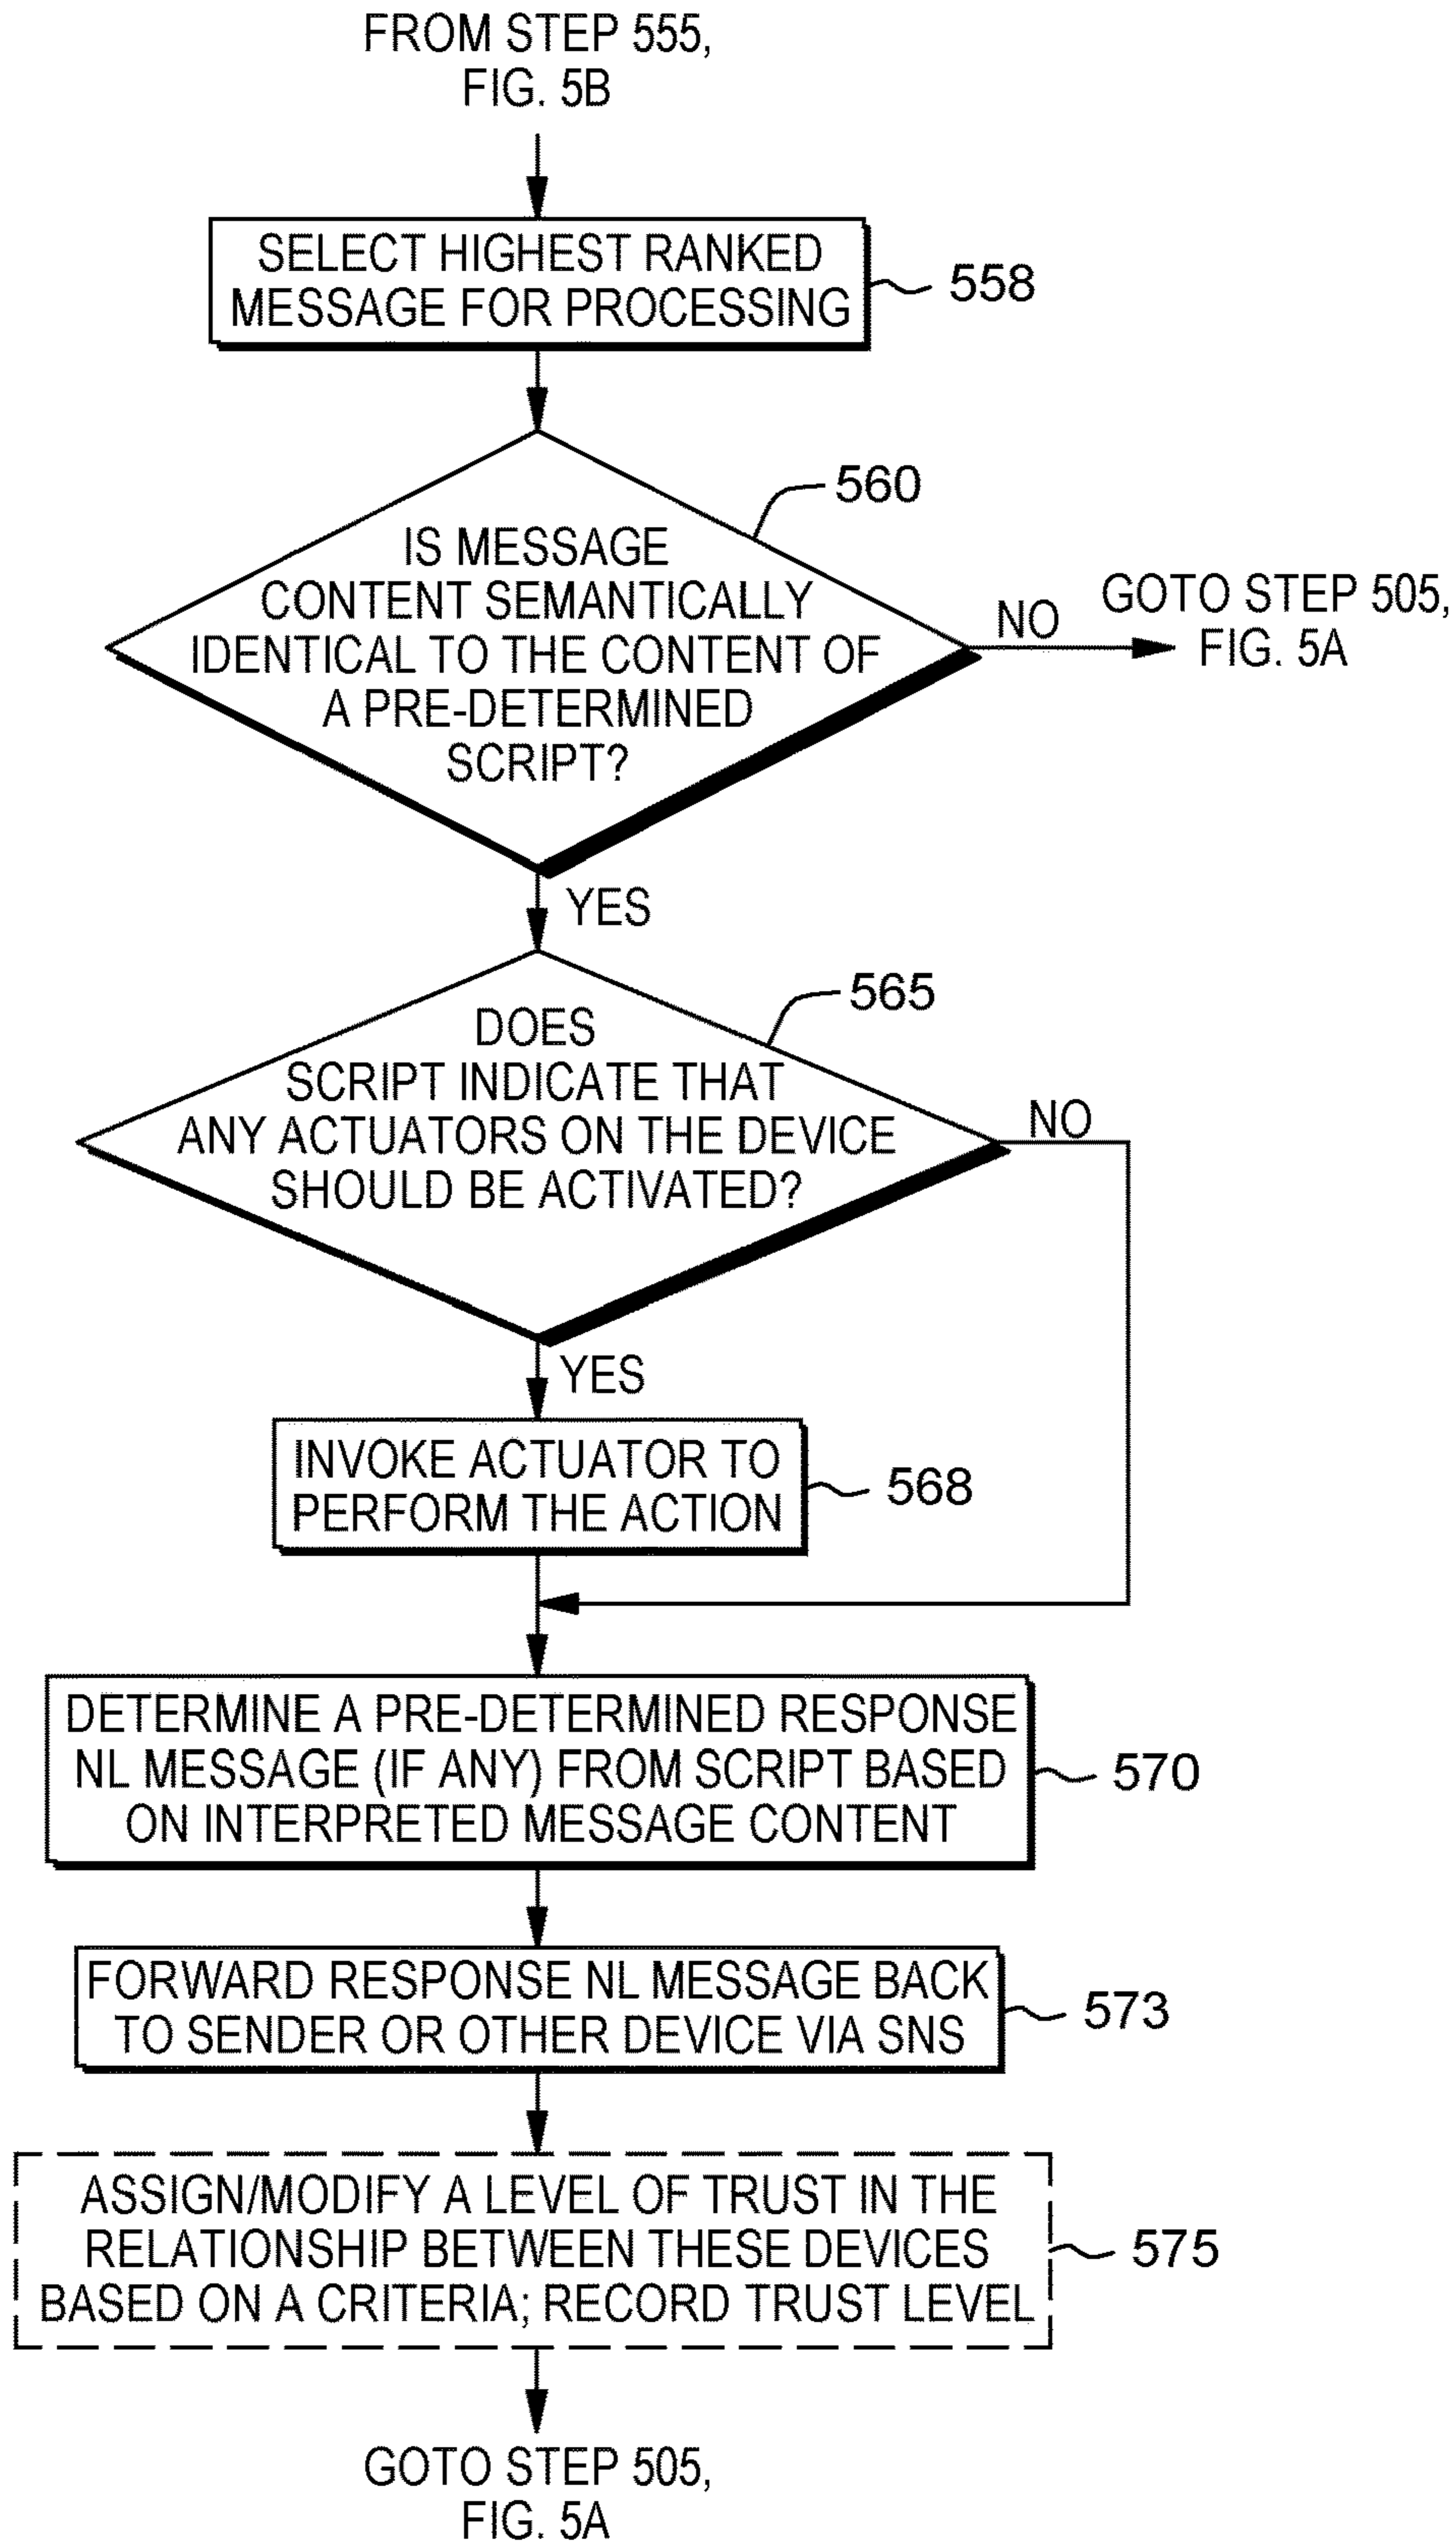 FROM STEP 555,
FIG. 5B
SELECT HIGHEST RANKED
MESSAGE FOR PROCESSING
558
560
IS MESSAGE
CONTENT SEMANTICALLY
IDENTICAL TO THE CONTENT OF
A PRE-DETERMINED
SCRIPT?
NO
GOTO STEP 505,
FIG. 5A
YES
565
DOES
SCRIPT INDICATE THAT
ANY ACTUATORS ON THE DEVICE
SHOULD BE ACTIVATED?
NO
YES
INVOKE ACTUATOR TO
PERFORM THE ACTION
568
DETERMINE A PRE-DETERMINED RESPONSE
NL MESSAGE (IF ANY) FROM SCRIPT BASED
ON INTERPRETED MESSAGE CONTENT
570
FORWARD RESPONSE NL MESSAGE BACK
TO SENDER OR OTHER DEVICE VIA SNS
573
ASSIGN/MODIFY A LEVEL OF TRUST IN THE
RELATIONSHIP BETWEEN THESE DEVICES
BASED ON A CRITERIA; RECORD TRUST LEVEL
575
GOTO STEP 505,
FIG. 5A